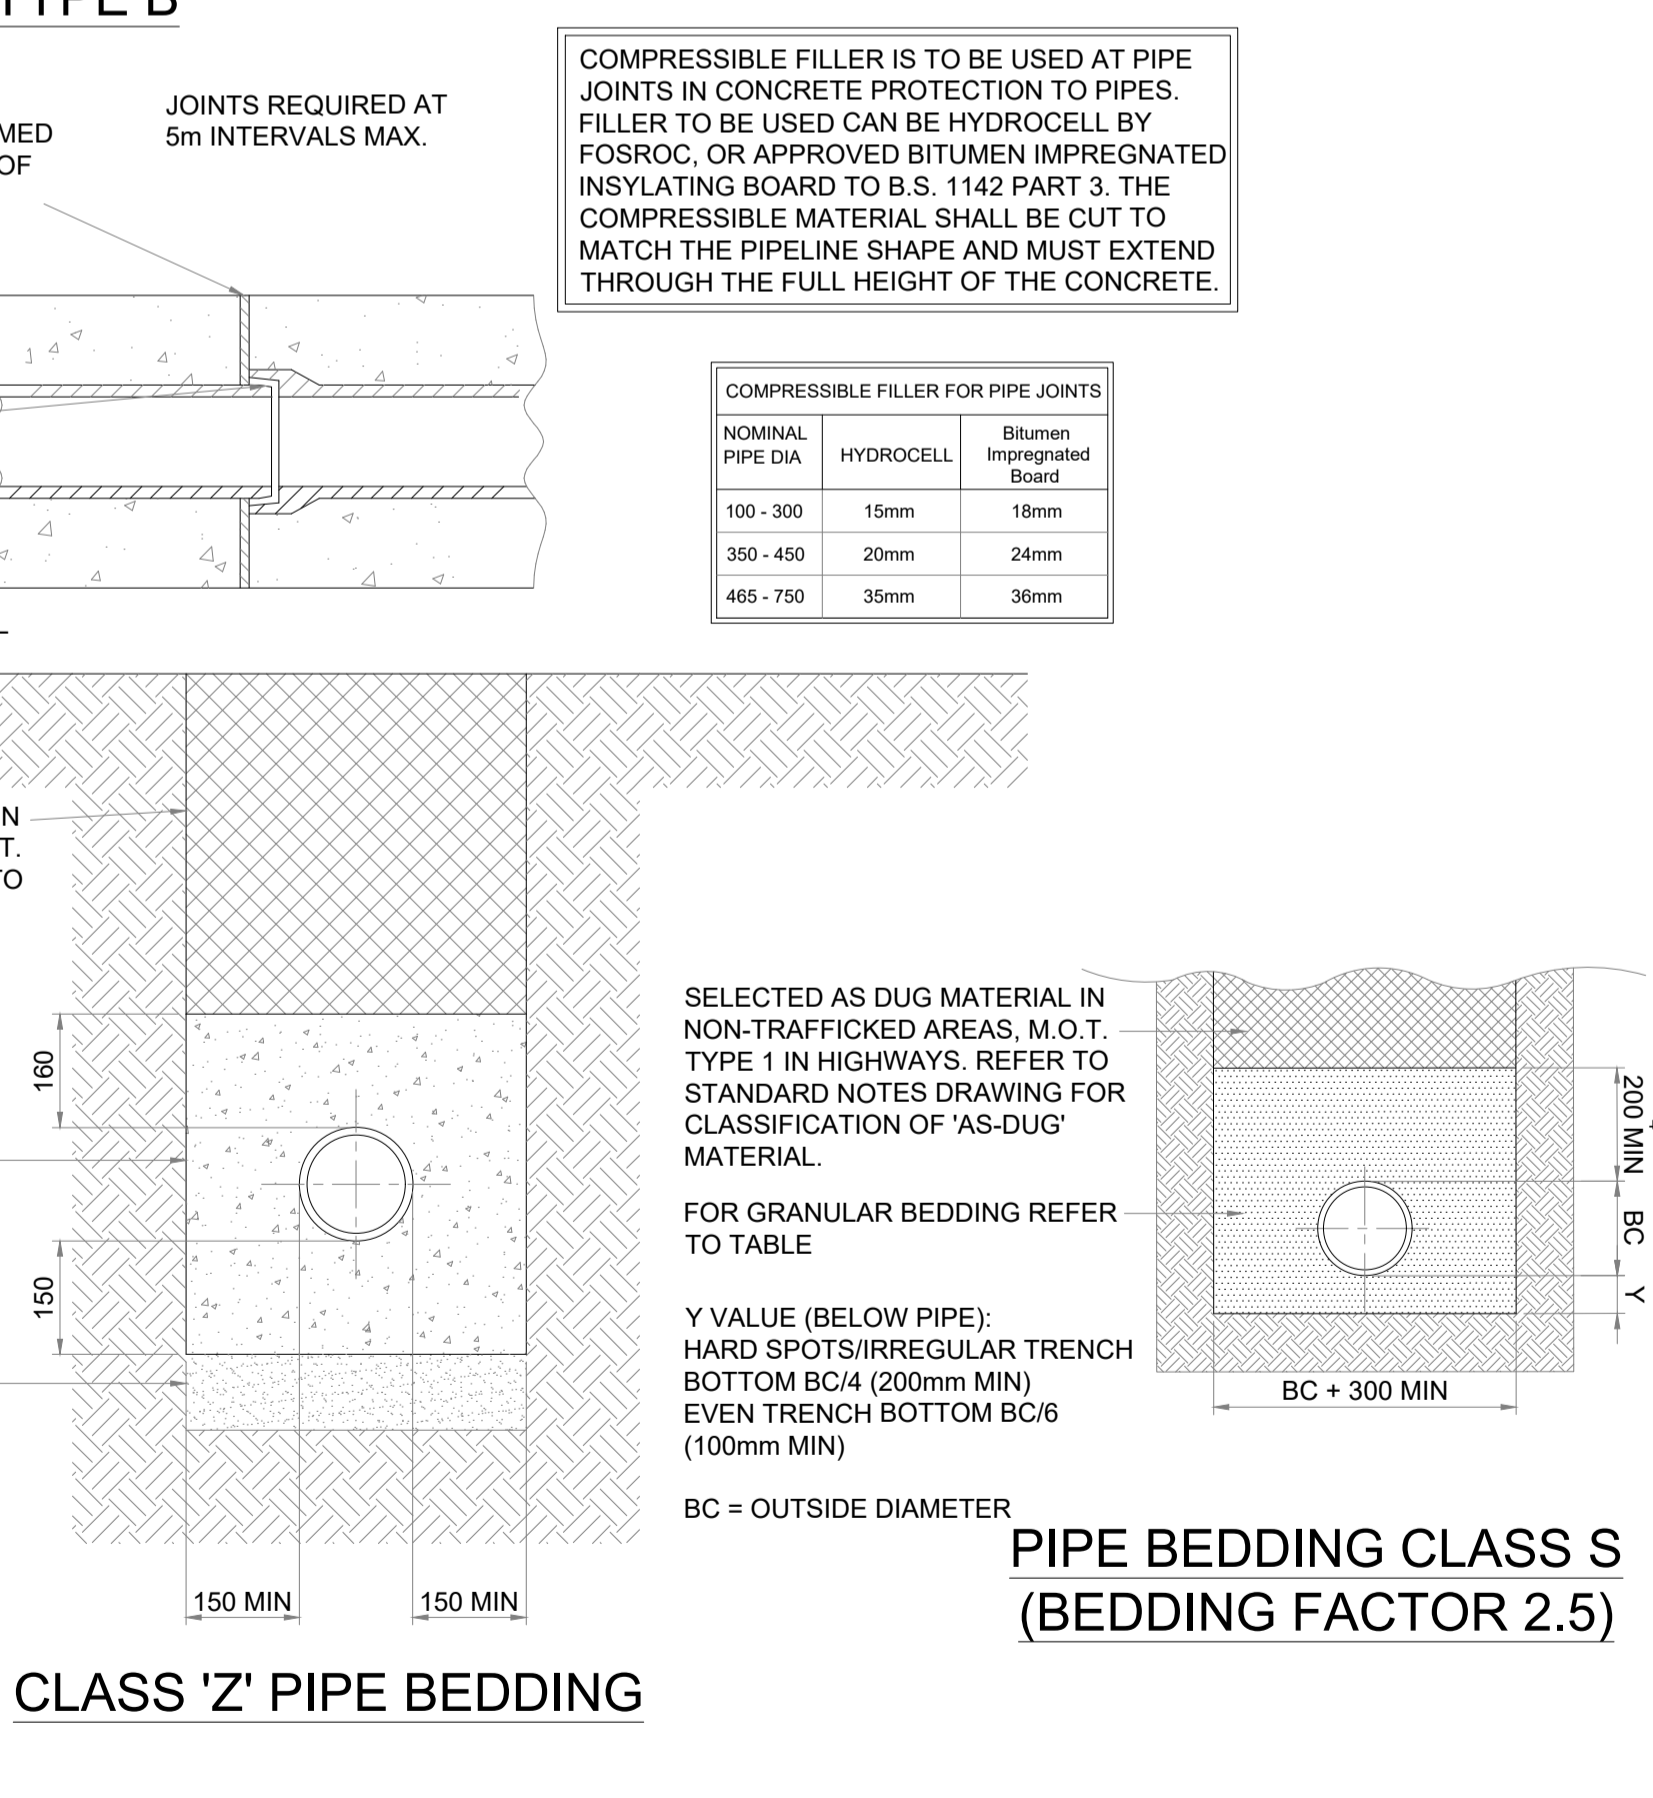 TYPE B
JOINTS REQUIRED AT
5m INTERVALS MAX.
OF
COMPRESSIBLE FILLER IS TO BE USED AT PIPE
JOINTS IN CONCRETE PROTECTION TO PIPES.
FILLER TO BE USED CAN BE HYDROCELL BY
FOSROC, OR APPROVED BITUMEN IMPREGNATED
INSYLATING BOARD TO B.S. 1142 PART 3. THE
COMPRESSIBLE MATERIAL SHALL BE CUT TO
MATCH THE PIPELINE SHAPE AND MUST EXTEND
THROUGH THE FULL HEIGHT OF THE CONCRETE.
COMPRESSIBLE FILLER FOR PIPE JOINTS
NOMINAL
PIPE DIA
HYDROCELL
Bitumen
Impregnated
Board
100 - 300 15mm 18mm
350 - 450 20mm 24mm
465 - 750 35mm 36mm
T.
TO
160
150
150 MIN 150 MIN
CLASS 'Z' PIPE BEDDING
SELECTED AS DUG MATERIAL IN
NON-TRAFFICKED AREAS, M.O.T.
TYPE 1 IN HIGHWAYS. REFER TO
STANDARD NOTES DRAWING FOR
CLASSIFICATION OF 'AS-DUG'
MATERIAL.
FOR GRANULAR BEDDING REFER
TO TABLE
Y VALUE (BELOW PIPE):
HARD SPOTS/IRREGULAR TRENCH
BOTTOM BC/4 (200mm MIN)
EVEN TRENCH BOTTOM BC/6
(100mm MIN)
BC = OUTSIDE DIAMETER
200 MIN
BC
Y
BC + 300 MIN
PIPE BEDDING CLASS S
(BEDDING FACTOR 2.5)